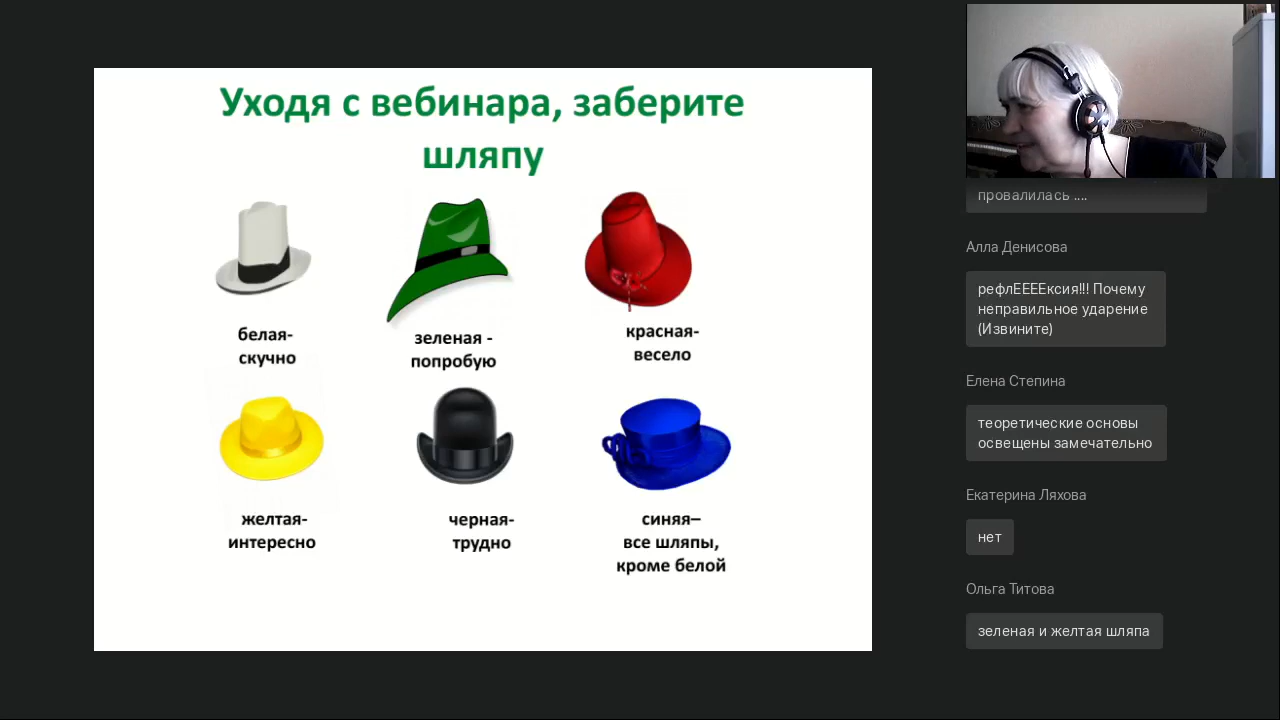 Уходя с вебинара, заберите
шляпу
белая-
скучно
зеленая -
попробую
красная-
весело
желтая-
интересно
черная-
трудно
синяя–
все шляпы,
кроме белой
провалилась ....
Алла Денисова
рефлЕЕЕЕксия!!! Почему
неправильное ударение
(Извините)
Елена Степина
теоретические основы
освещены замечательно
Екатерина Ляхова
нет
Ольга Титова
зеленая и желтая шляпа